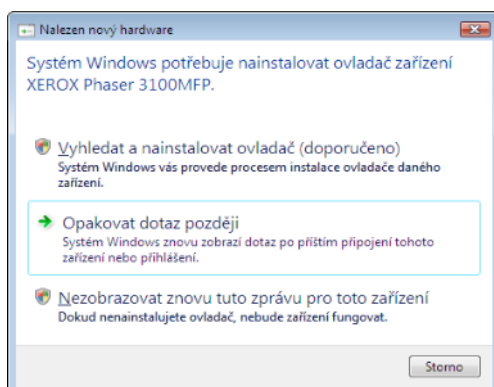 Nalezen nový hardware
Systém Windows potřebuje nainstalovat ovladač zařízení
XEROX Phaser 3100MFP.
Vyhledat a nainstalovat ovladač (doporučeno)
Systém Windows vás provede procesem instalace ovladače daného
zařízení.
Opakovat dotaz později
Systém Windows znovu zobrazí dotaz po příštím připojení tohoto
zařízení nebo přihlášení.
Nezobrazovat znovu tuto zprávu pro toto zařízení
Dokud nenainstalujete ovladač, nebude zařízení fungovat.
Storno